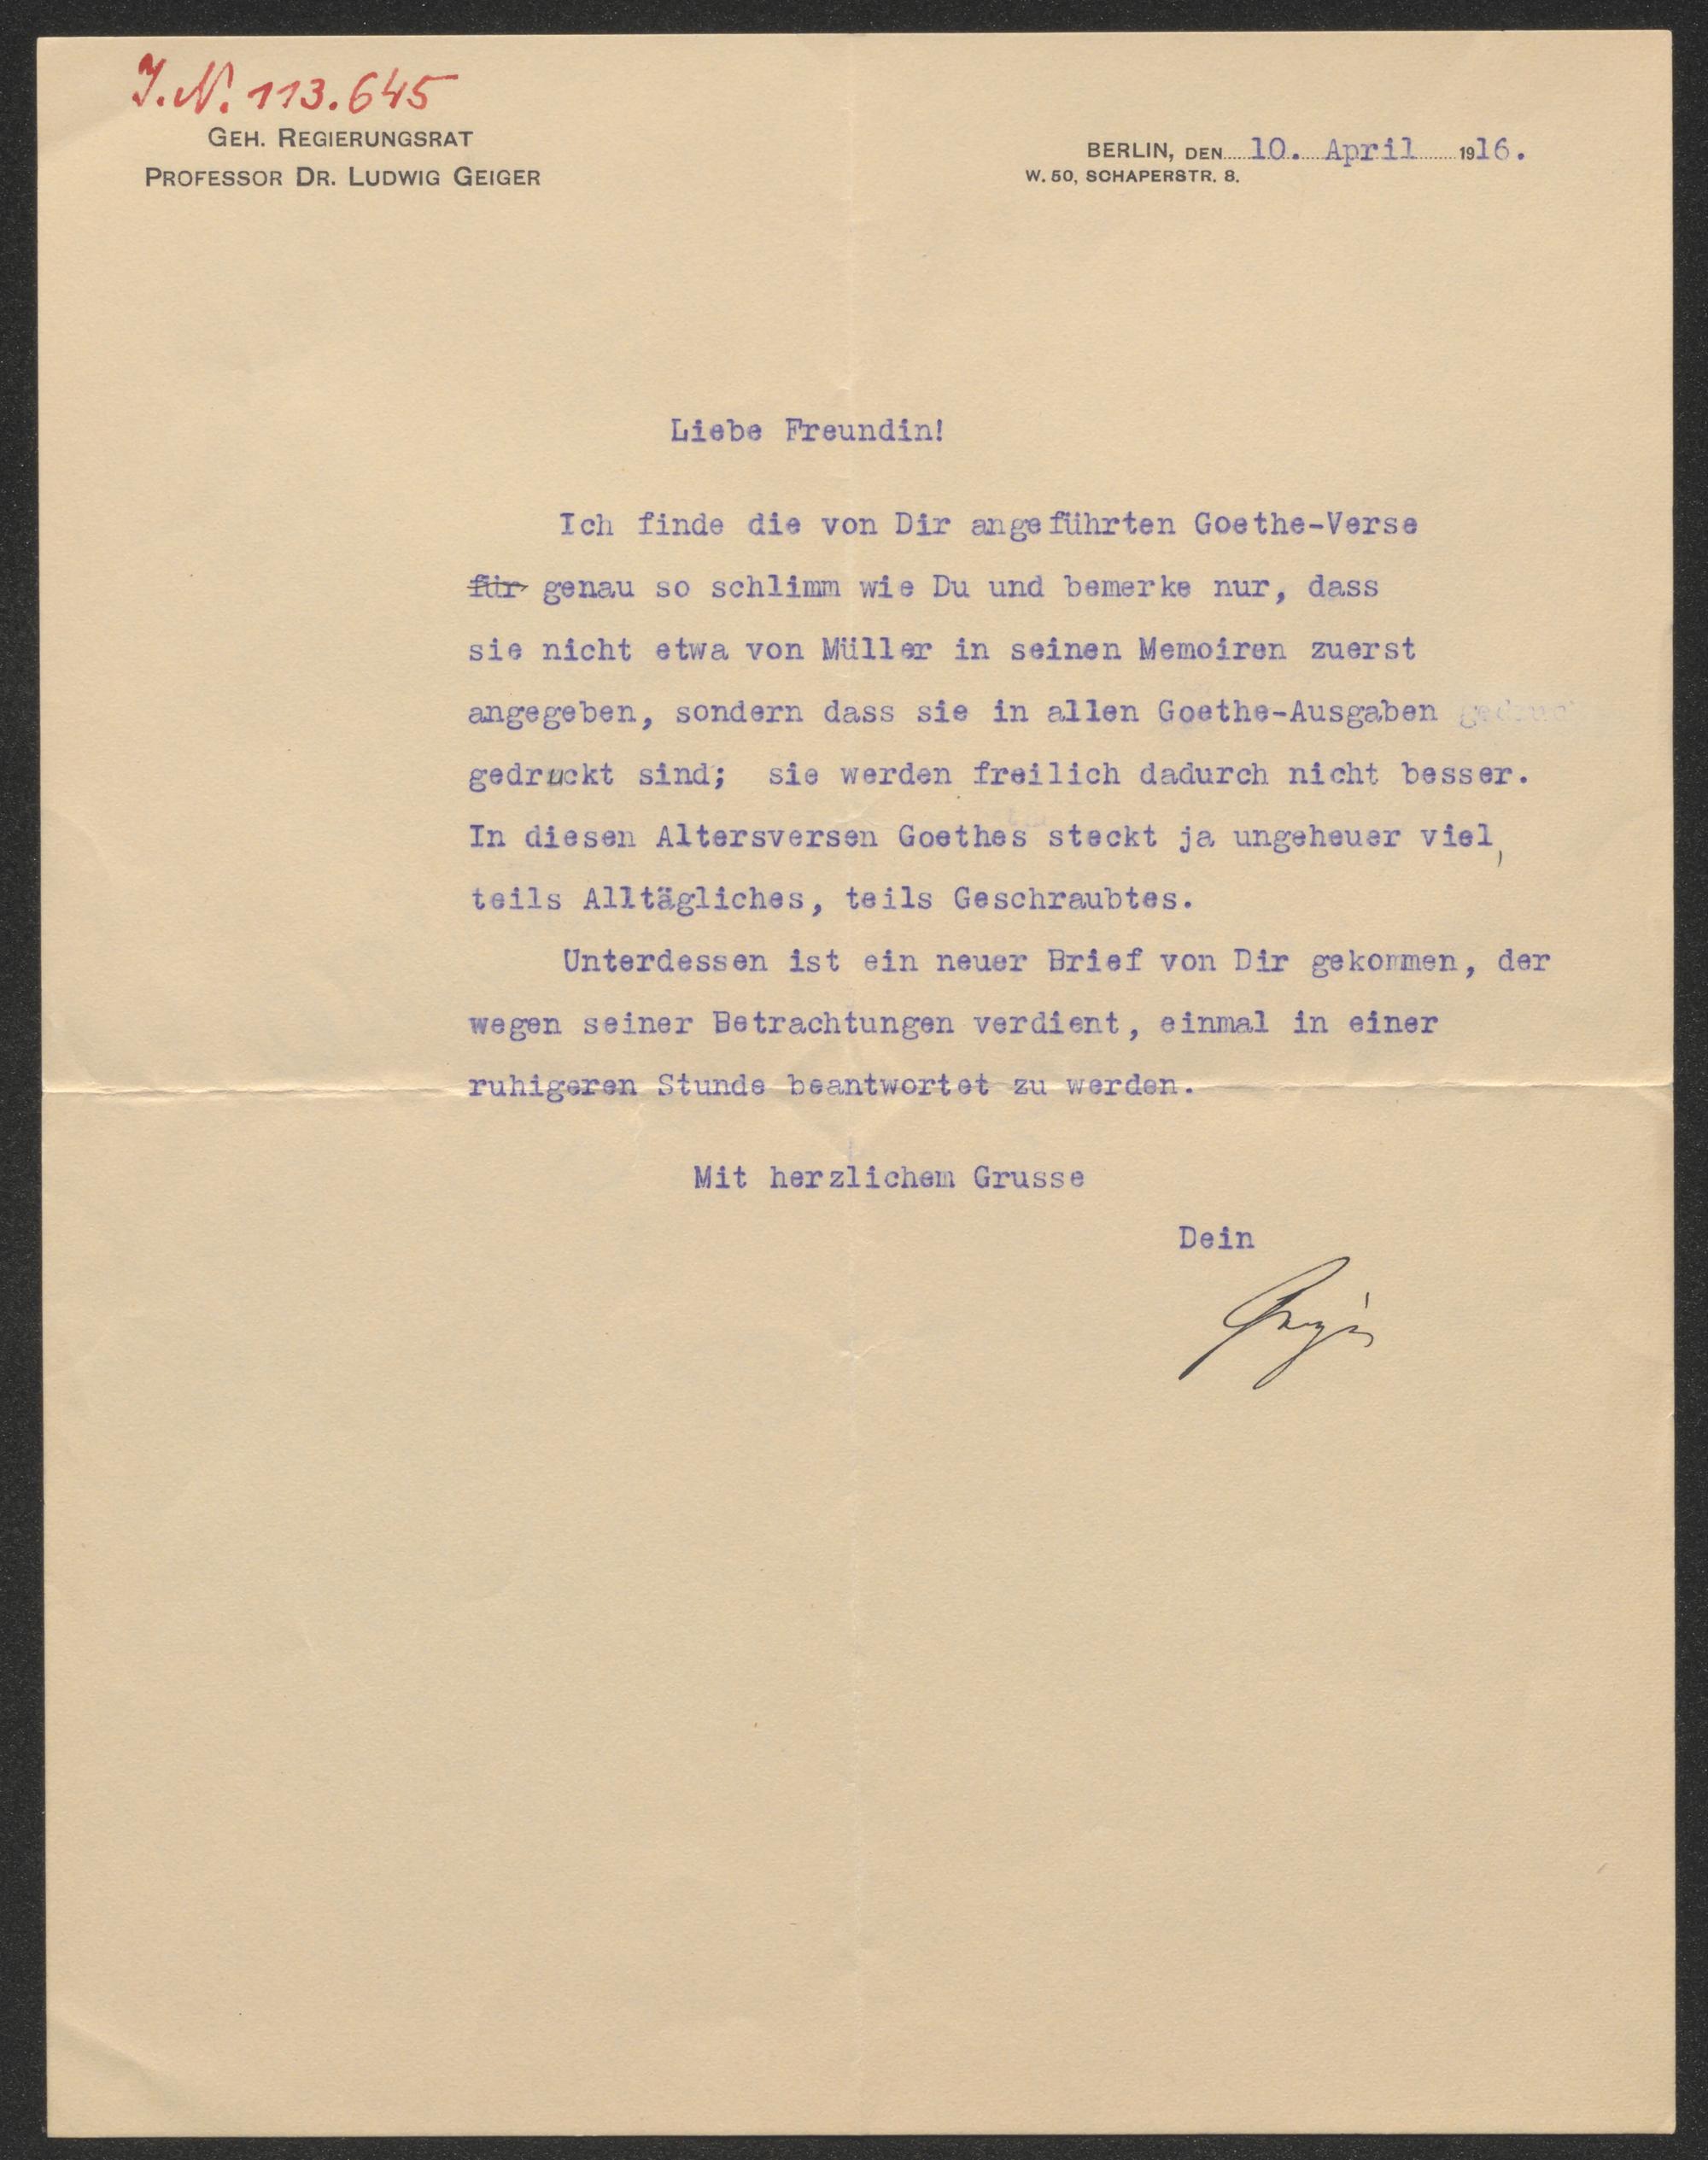 J.N. 113.645
GEH. REGIERUNGSRAT
PROFESSOR DR. LUDWIG GEIGER
BERLIN, DEN 10. April 1916.
W. 50, SCHAPERSTR. 8.
Liebe Freundin!
Ich finde die von Dir angeführten Goethe-Verse
für genau so schlimm wie Du und bemerke nur, dass
sie nicht etwa von Müller in seinen Memoiren zuerst
angegeben, sondern dass sie in allen Goethe-Ausgaben
gedruckt sind; sie werden freilich dadurch nicht besser.
In diesen Altersversen Goethes steckt ja ungeheuer viel,
teils Alltägliches, teils Geschraubtes.
Unterdessen ist ein neuer Brief von Dir gekommen, der
wegen seiner Betrachtungen verdient, einmal in einer
ruhigeren Stunde beantwortet zu werden.
Mit herzlichem Grusse
Dein
Geiger